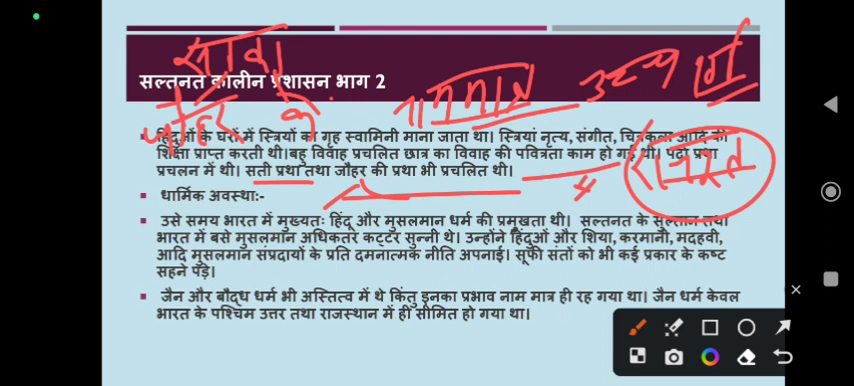 सल्तनत कालीन प्रशासन भाग 2
नाममात्र
उच्च
वर्ग
जौहर के
राजपूत
हिंदुओं के घरों में स्त्रियों का गृह स्वामिनी माना जाता था। स्त्रियां नृत्य, संगीत, चित्रकला आदि की
शिक्षा प्राप्त करती थी।बहु विवाह प्रचलित छात्र का विवाह की पवित्रता काम हो गई थी। पर्दा प्रथा
प्रचलन में थी। सती प्रथा तथा जौहर की प्रथा भी प्रचलित थी।
धार्मिक अवस्था:-
उसे समय भारत में मुख्यतः हिंदू और मुसलमान धर्म की प्रमुखता थी। सल्तनत के सुल्तान तथा
भारत में बसे मुसलमान अधिकतर कट्टर सुन्नी थे। उन्होंने हिंदुओं और शिया, करमानी, मदहवी,
आदि मुसलमान संप्रदायों के प्रति दमनात्मक नीति अपनाई। सूफी संतों को भी कई प्रकार के कष्ट
सहने पड़े।
जैन और बौद्ध धर्म भी अस्तित्व में थे किंतु इनका प्रभाव नाम मात्र ही रह गया था। जैन धर्म केवल
भारत के पश्चिम उत्तर तथा राजस्थान में ही सीमित हो गया था।